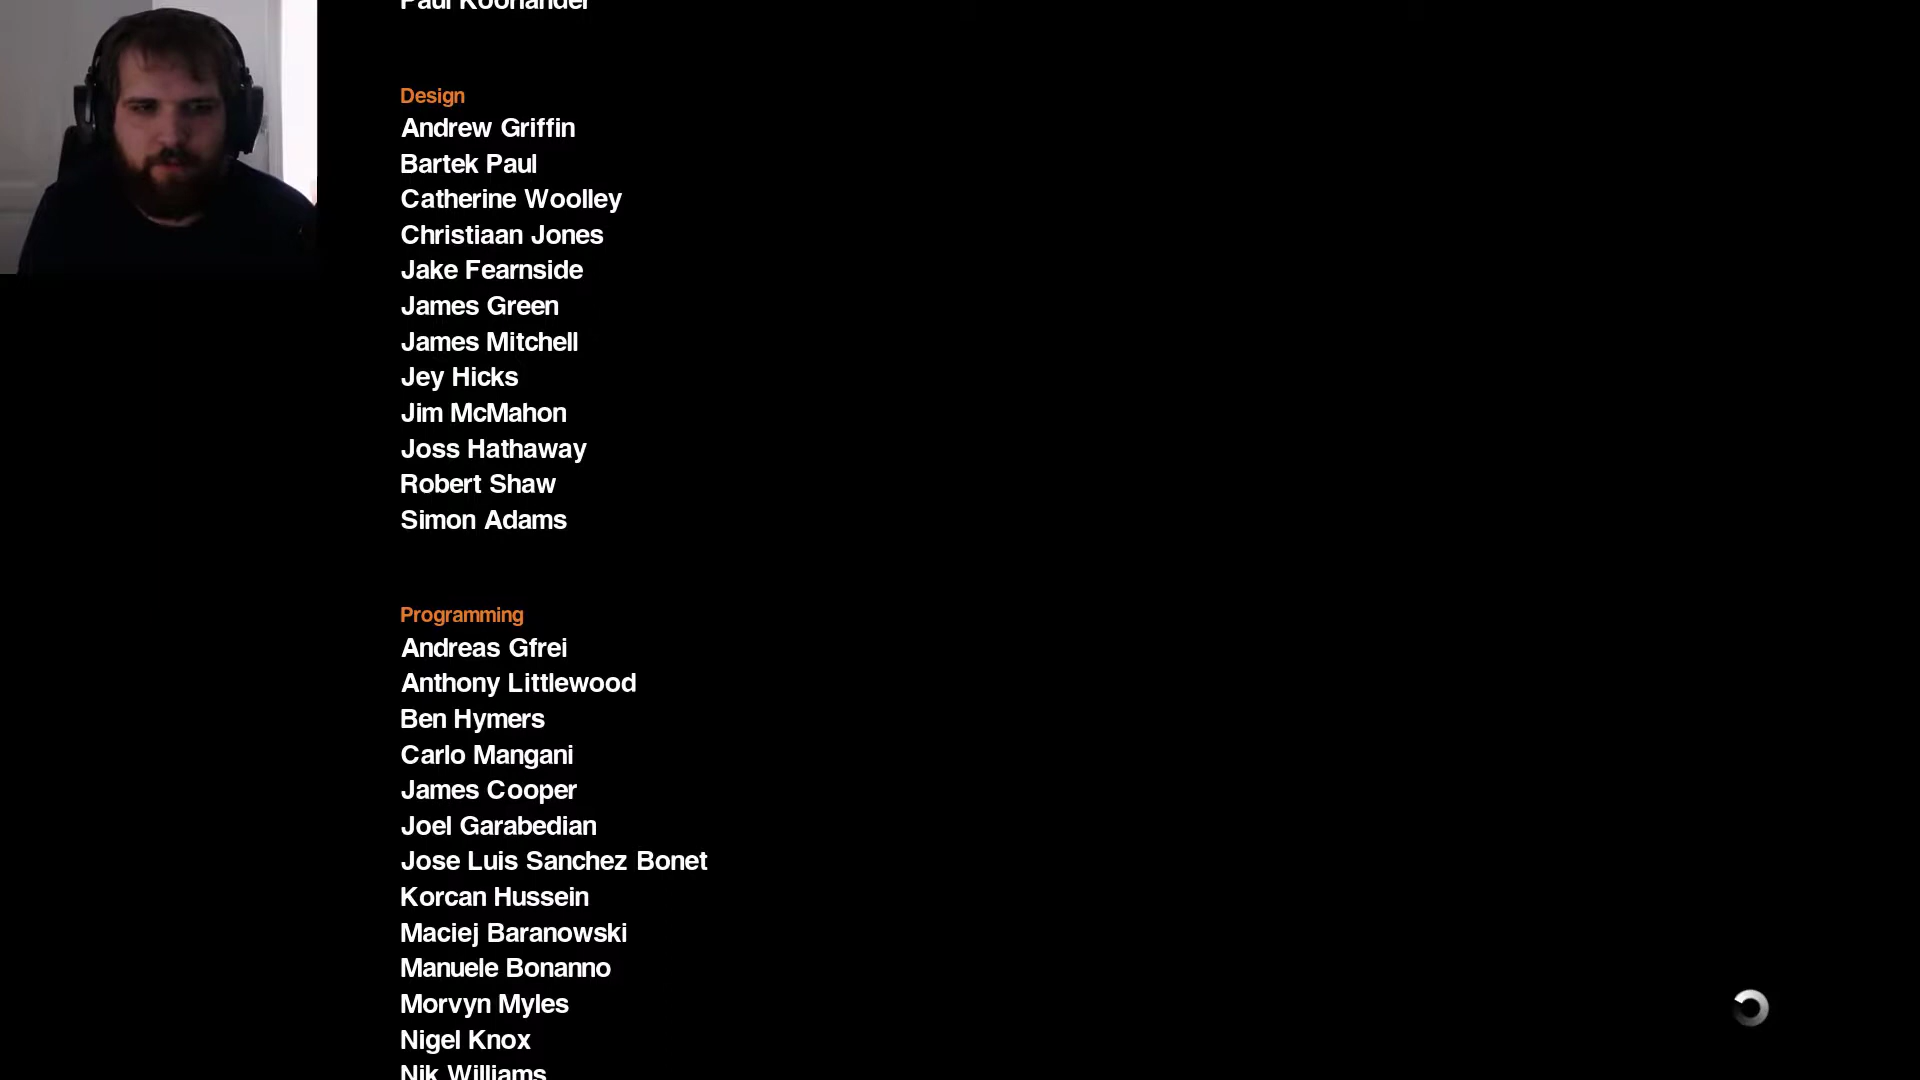 Paul Koorlander
Design
Andrew Griffin
Bartek Paul
Catherine Woolley
Christiaan Jones
Jake Fearnside
James Green
James Mitchell
Jey Hicks
Jim McMahon
Joss Hathaway
Robert Shaw
Simon Adams
Programming
Andreas Gfrei
Anthony Littlewood
Ben Hymers
Carlo Mangani
James Cooper
Joel Garabedian
Jose Luis Sanchez Bonet
Korcan Hussein
Maciej Baranowski
Manuele Bonanno
Morvyn Myles
Nigel Knox
Nik Williams